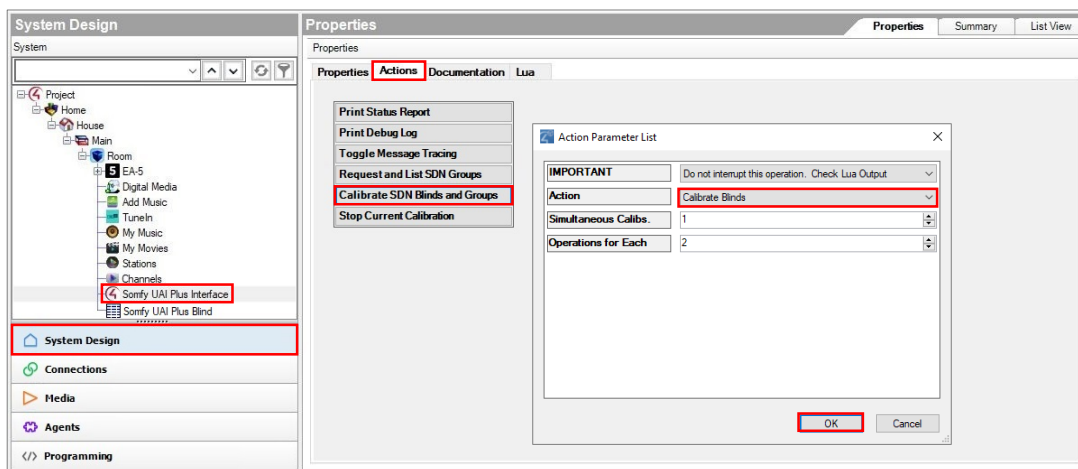 System Design
System
Project
Home
House
Main
Room
5 EA-5
Digital Media
Add Music
TuneIn
My Music
My Movies
Stations
Channels
Somfy UAI Plus Interface
Somfy UAI Plus Blind
System Design
Connections
Media
Agents
Programming
Properties
Properties Summary List View
Properties
Properties Actions Documentation Lua
Print Status Report
Print Debug Log
Toggle Message Tracing
Request and List SDN Groups
Calibrate SDN Blinds and Groups
Stop Current Calibration
Action Parameter List
IMPORTANT Do not interrupt this operation. Check Lua Output
Action Calibrate Blinds
Simultaneous Calibs. 1
Operations for Each 2
OK Cancel